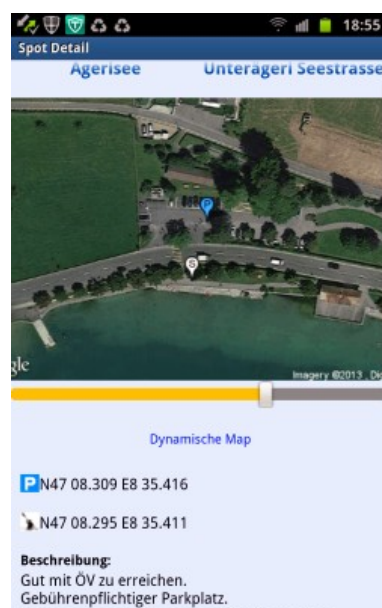 18:55
Spot Detail
Agerisee Unterageri Seestrasse
P
S
gle
Imagery ©2013 , Di
Dynamische Map
P N47 08.309 E8 35.416
N47 08.295 E8 35.411
Beschreibung:
Gut mit ÖV zu erreichen.
Gebührenpflichtiger Parkplatz.